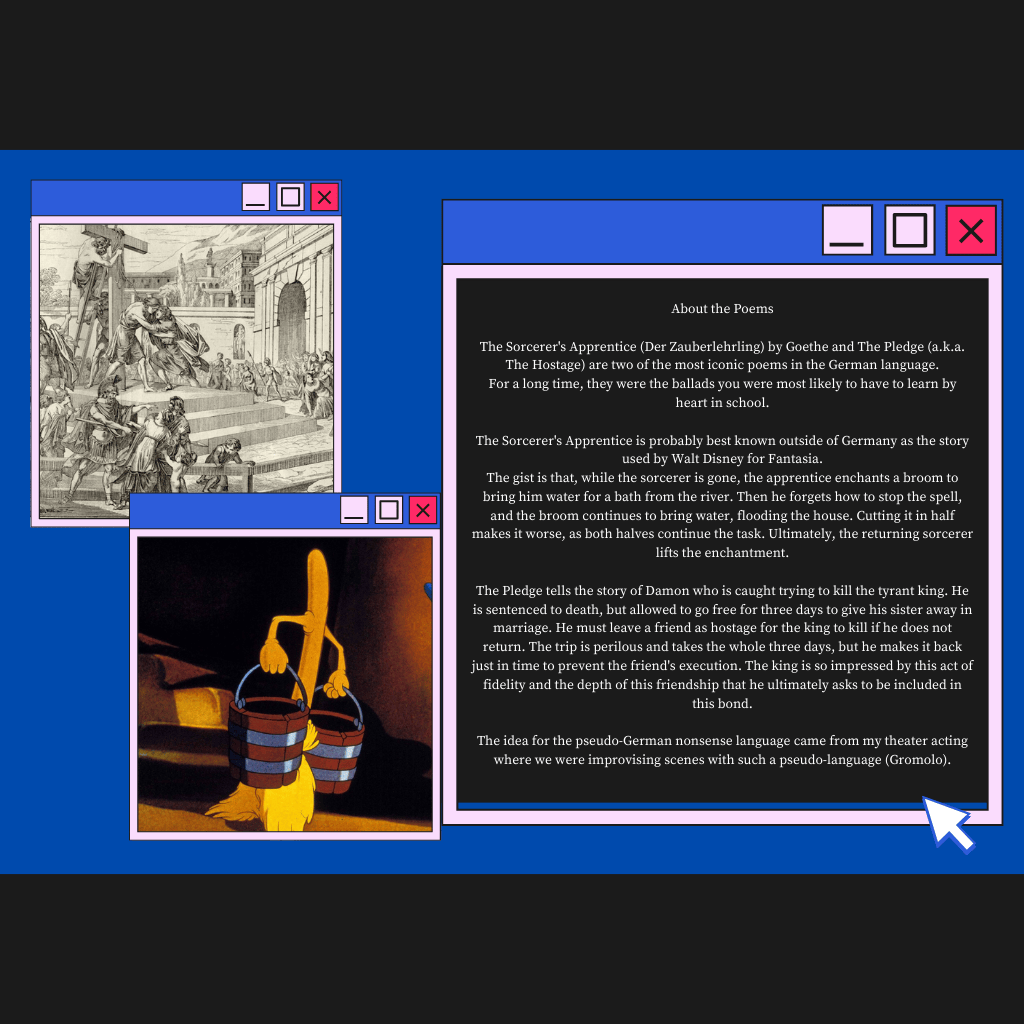 About the Poems
The Sorcerer's Apprentice (Der Zauberlehrling) by Goethe and The Pledge (a.k.a.
The Hostage) are two of the most iconic poems in the German language.
For a long time, they were the ballads you were most likely to have to learn by
heart in school.
The Sorcerer's Apprentice is probably best known outside of Germany as the story
used by Walt Disney for Fantasia.
The gist is that, while the sorcerer is gone, the apprentice enchants a broom to
bring him water for a bath from the river. Then he forgets how to stop the spell,
and the broom continues to bring water, flooding the house. Cutting it in half
makes it worse, as both halves continue the task. Ultimately, the returning sorcerer
lifts the enchantment.
The Pledge tells the story of Damon who is caught trying to kill the tyrant king. He
is sentenced to death, but allowed to go free for three days to give his sister away in
marriage. He must leave a friend as hostage for the king to kill if he does not
return. The trip is perilous and takes the whole three days, but he makes it back
just in time to prevent the friend's execution. The king is so impressed by this act of
fidelity and the depth of this friendship that he ultimately asks to be included in
this bond.
The idea for the pseudo-German nonsense language came from my theater acting
where we were improvising scenes with such a pseudo-language (Gromolo).